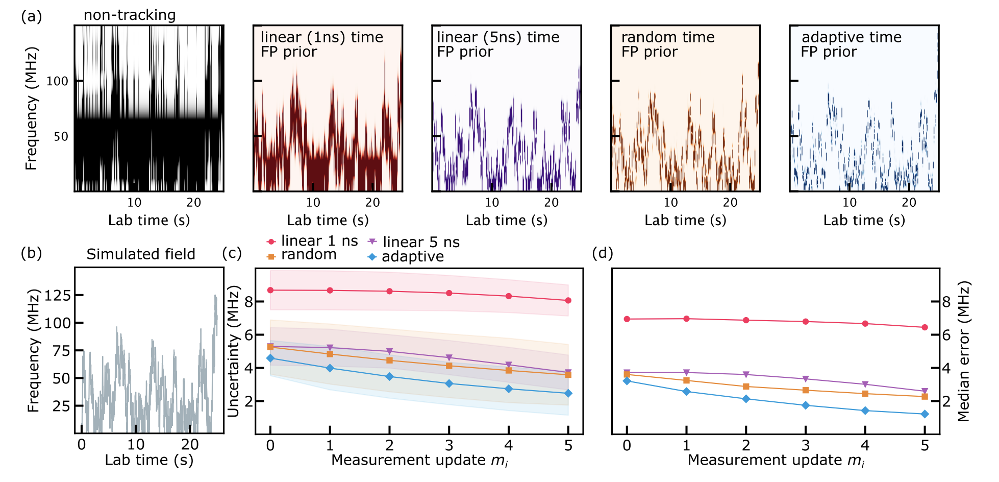 (a)
non-tracking
linear (1ns) time
FP prior
linear (5ns) time
FP prior
random time
FP prior
adaptive time
FP prior
Frequency (MHz)
100
50
10 20
10 20
10 20
10 20
10 20
Lab time (s)
Lab time (s)
Lab time (s)
Lab time (s)
Lab time (s)
(b)
Simulated field
Frequency (MHz)
125
100
75
50
25
0 10 20
Lab time (s)
(c)
linear 1 ns
linear 5 ns
random
adaptive
Uncertainty (MHz)
8
6
4
2
0 1 2 3 4 5
Measurement update mᵢ
(d)
8
6
4
2
Median error (MHz)
0 1 2 3 4 5
Measurement update mᵢ